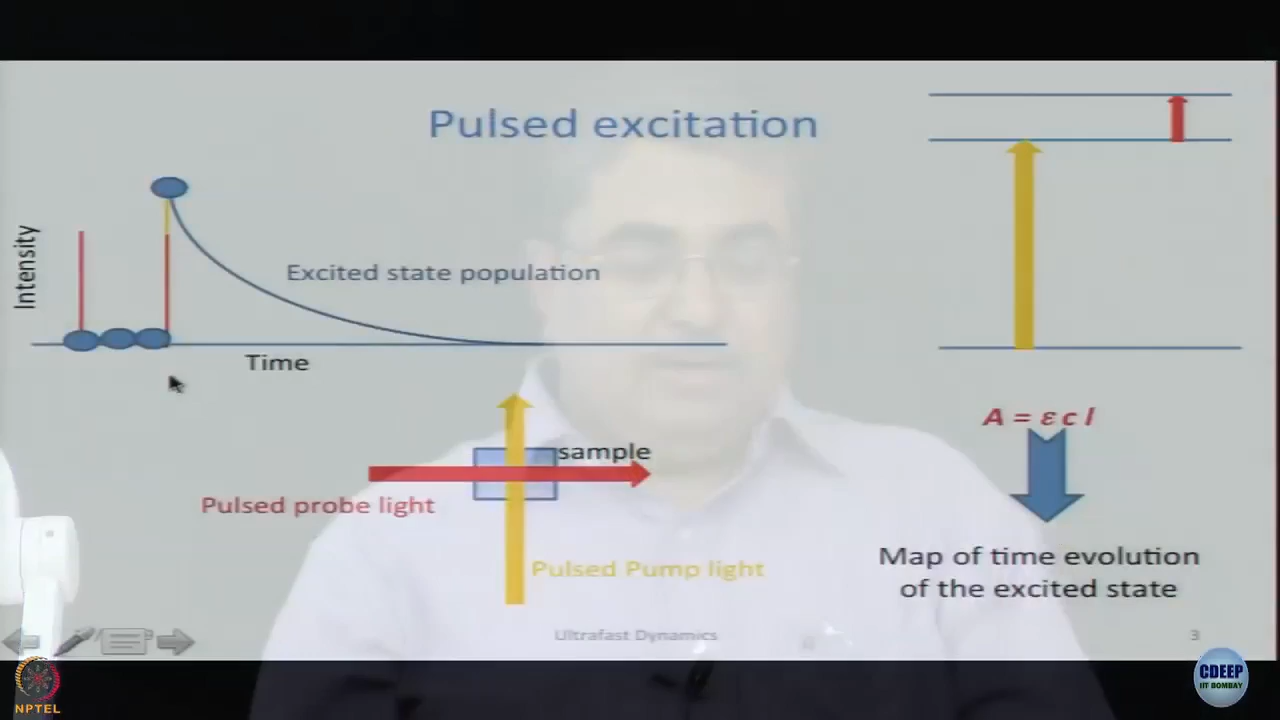 Pulsed excitation
Intensity
Excited state population
Time
sample
Pulsed probe light
Pulsed Pump light
A = ε c l
Map of time evolution
of the excited state
Ultrafast Dynamics
3
NPTEL
CDEEP
IIT BOMBAY